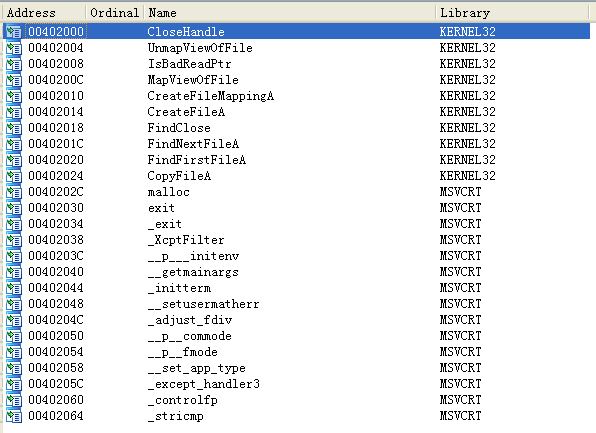 Address Ordinal Name Library
00402000 CloseHandle KERNEL32
00402004 UnmapViewOfFile KERNEL32
00402008 IsBadReadPtr KERNEL32
0040200C MapViewOfFile KERNEL32
00402010 CreateFileMappingA KERNEL32
00402014 CreateFileA KERNEL32
00402018 FindClose KERNEL32
0040201C FindNextFileA KERNEL32
00402020 FindFirstFileA KERNEL32
00402024 CopyFileA KERNEL32
0040202C malloc MSVCRT
00402030 exit MSVCRT
00402034 _exit MSVCRT
00402038 _XcptFilter MSVCRT
0040203C __p___initenv MSVCRT
00402040 __getmainargs MSVCRT
00402044 _initterm MSVCRT
00402048 __setusermatherr MSVCRT
0040204C _adjust_fdiv MSVCRT
00402050 __p__commode MSVCRT
00402054 __p__fmode MSVCRT
00402058 __set_app_type MSVCRT
0040205C _except_handler3 MSVCRT
00402060 _controlfp MSVCRT
00402064 _stricmp MSVCRT